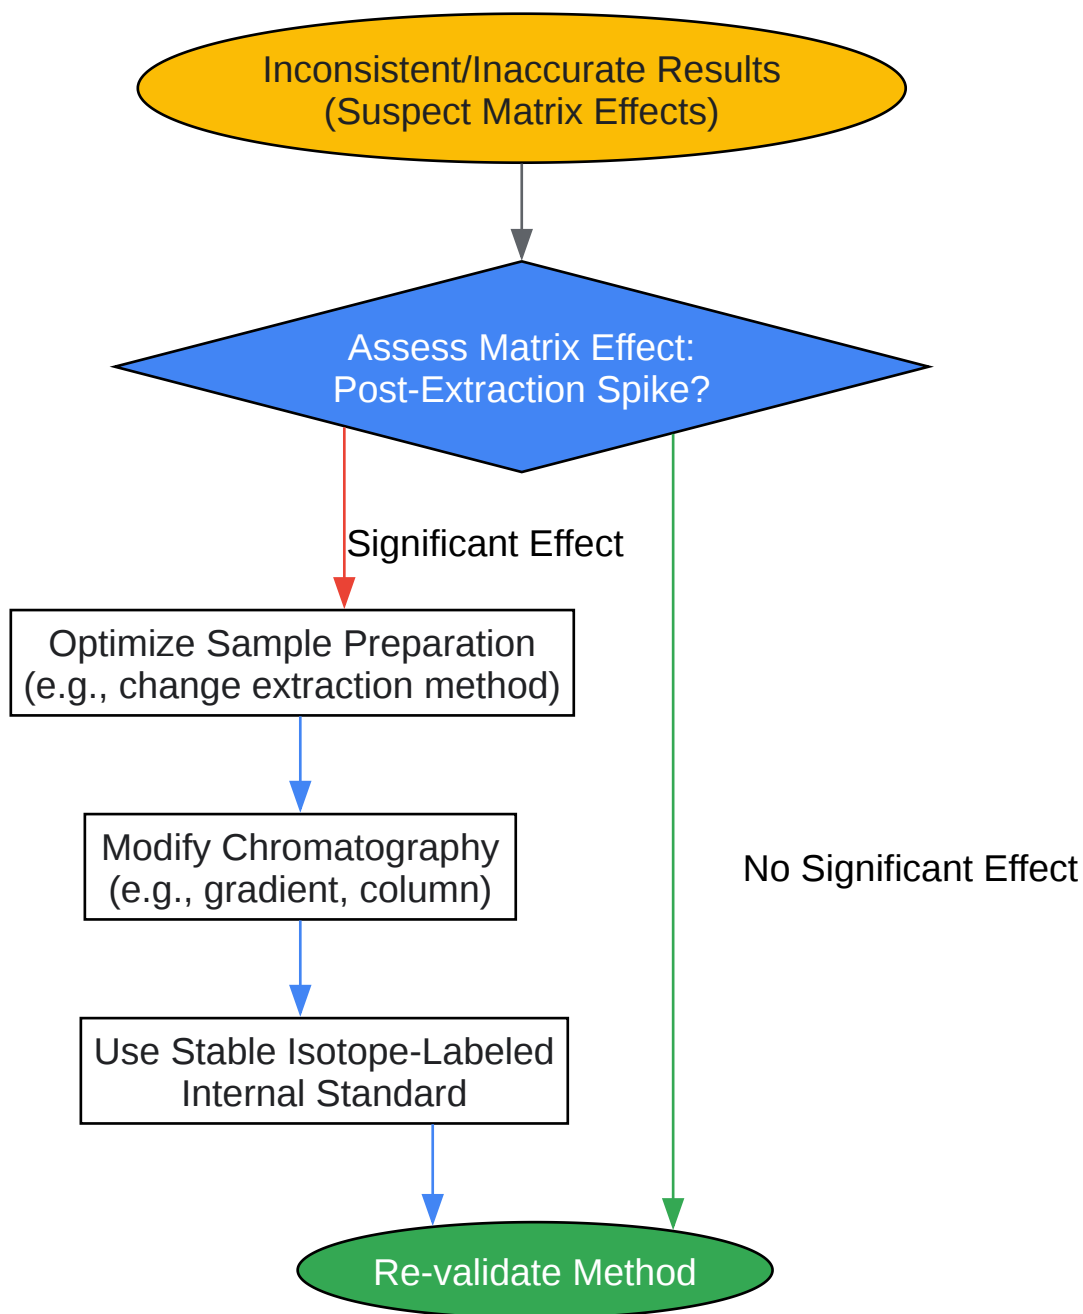 Inconsistent/Inaccurate Results
(Suspect Matrix Effects)
Assess Matrix Effect:
Post-Extraction Spike?
Significant Effect
Optimize Sample Preparation
(e.g., change extraction method)
Modify Chromatography
(e.g., gradient, column)
No Significant Effect
Use Stable Isotope-Labeled
Internal Standard
Re-validate Method